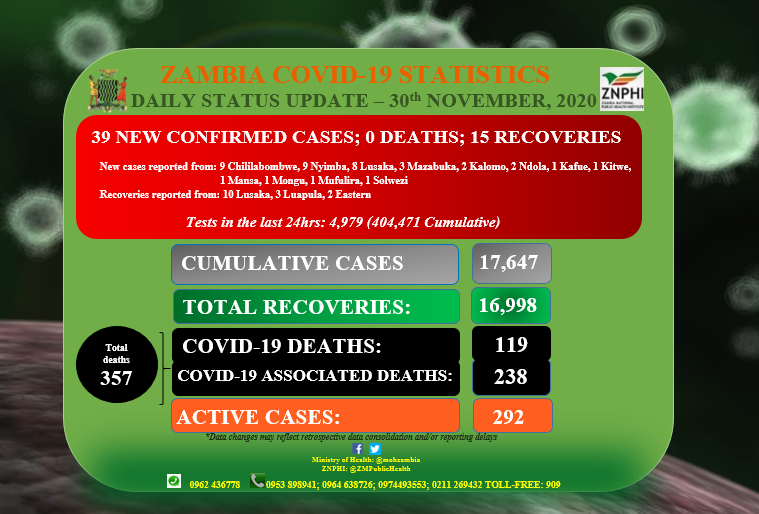 ZAMBIA COVID-19 STATISTICS
DAILY STATUS UPDATE – 30th NOVEMBER, 2020
ZNPHI
ZAMBIA NATIONAL
PUBLIC HEALTH INSTITUTE
39 NEW CONFIRMED CASES; 0 DEATHS; 15 RECOVERIES
New cases reported from: 9 Chililabombwe, 9 Nyimba, 8 Lusaka, 3 Mazabuka, 2 Kalomo, 2 Ndola, 1 Kafue, 1 Kitwe,
1 Mansa, 1 Mongu, 1 Mufulira, 1 Solwezi
Recoveries reported from: 10 Lusaka, 3 Luapula, 2 Eastern
Tests in the last 24hrs: 4,979 (404,471 Cumulative)
CUMULATIVE CASES 17,647
TOTAL RECOVERIES: 16,998
Total
deaths
357
COVID-19 DEATHS: 119
COVID-19 ASSOCIATED DEATHS: 238
ACTIVE CASES: 292
*Data changes may reflect retrospective data consolidation and/or reporting delays
Ministry of Health: @mohzambia
ZNPHI: @ZMPublicHealth
0962 436778 0953 898941; 0964 638726; 0974493553; 0211 269432 TOLL-FREE: 909